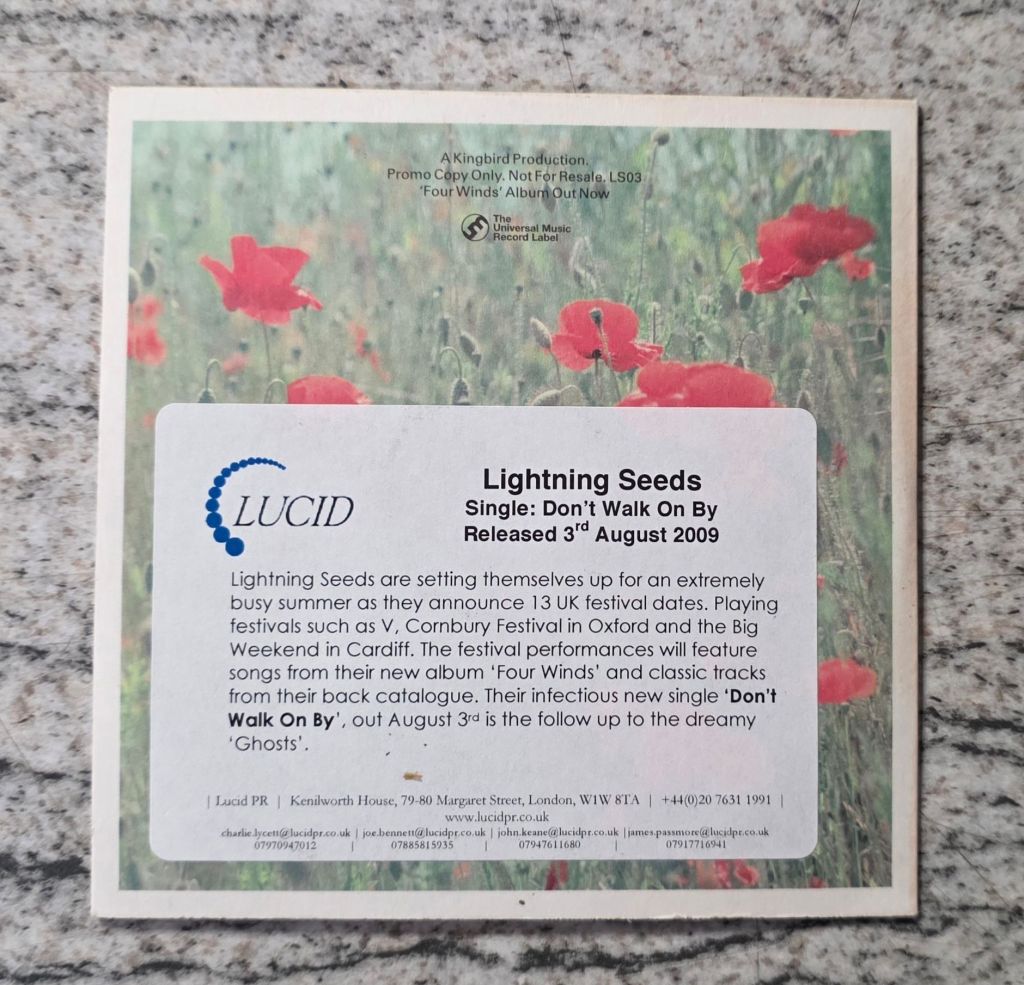 A Kingbird Production.
Promo Copy Only. Not For Resale. LS03
'Four Winds' Album Out Now
The
Universal Music
Record Label
LUCID
Lightning Seeds
Single: Don't Walk On By
Released 3rd August 2009
Lightning Seeds are setting themselves up for an extremely
busy summer as they announce 13 UK festival dates. Playing
festivals such as V, Cornbury Festival in Oxford and the Big
Weekend in Cardiff. The festival performances will feature
songs from their new album 'Four Winds' and classic tracks
from their back catalogue. Their infectious new single 'Don't
Walk On By', out August 3rd is the follow up to the dreamy
'Ghosts'.
| Lucid PR | Kenilworth House, 79-80 Margaret Street, London, W1W 8TA | +44(0)20 7631 1991 |
www.lucidpr.co.uk
charlie.lycett@lucidpr.co.uk | joe.bennett@lucidpr.co.uk | john.keane@lucidpr.co.uk |james.passmore@lucidpr.co.uk
07970947012 | 07885815935 | 07947611680 | 07917716941